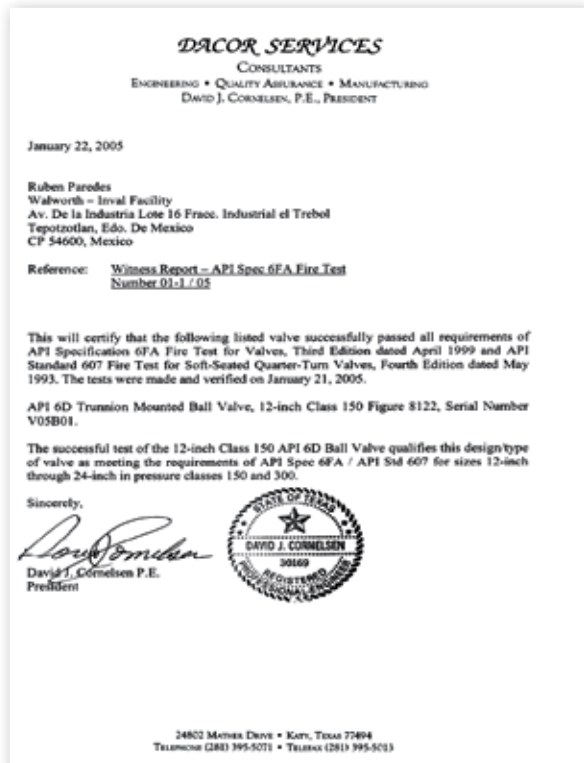 DACOR SERVICES
CONSULTANTS
ENGINEERING • QUALITY ASSURANCE • MANUFACTURING
DAVID J. CORNELSEN, P.E., PRESIDENT
January 22, 2005
Ruben Paredes
Walworth – Inval Facility
Av. De la Industria Lote 16 Fracc. Industrial el Trebol
Tepotzotlan, Edo. De Mexico
CP 54600, Mexico
Reference: Witness Report – API Spec 6FA Fire Test
Number 01-1 / 05
This will certify that the following listed valve successfully passed all requirements of
API Specification 6FA Fire Test for Valves, Third Edition dated April 1999 and API
Standard 607 Fire Test for Soft-Seated Quarter-Turn Valves, Fourth Edition dated May
1993. The tests were made and verified on January 21, 2005.
API 6D Trunnion Mounted Ball Valve, 12-inch Class 150 Figure 8122, Serial Number
V05B01.
The successful test of the 12-inch Class 150 API 6D Ball Valve qualifies this design/type
of valve as meeting the requirements of API Spec 6FA / API Std 607 for sizes 12-inch
through 24-inch in pressure classes 150 and 300.
Sincerely,
David J. Cornelsen P.E.
President
STATE OF TEXAS
DAVID J. CORNELSEN
30169
REGISTERED
PROFESSIONAL ENGINEER
24802 MATHER DRIVE • KATY, TEXAS 77494
TELEPHONE (281) 395-5071 • TELEFAX (281) 395-5013